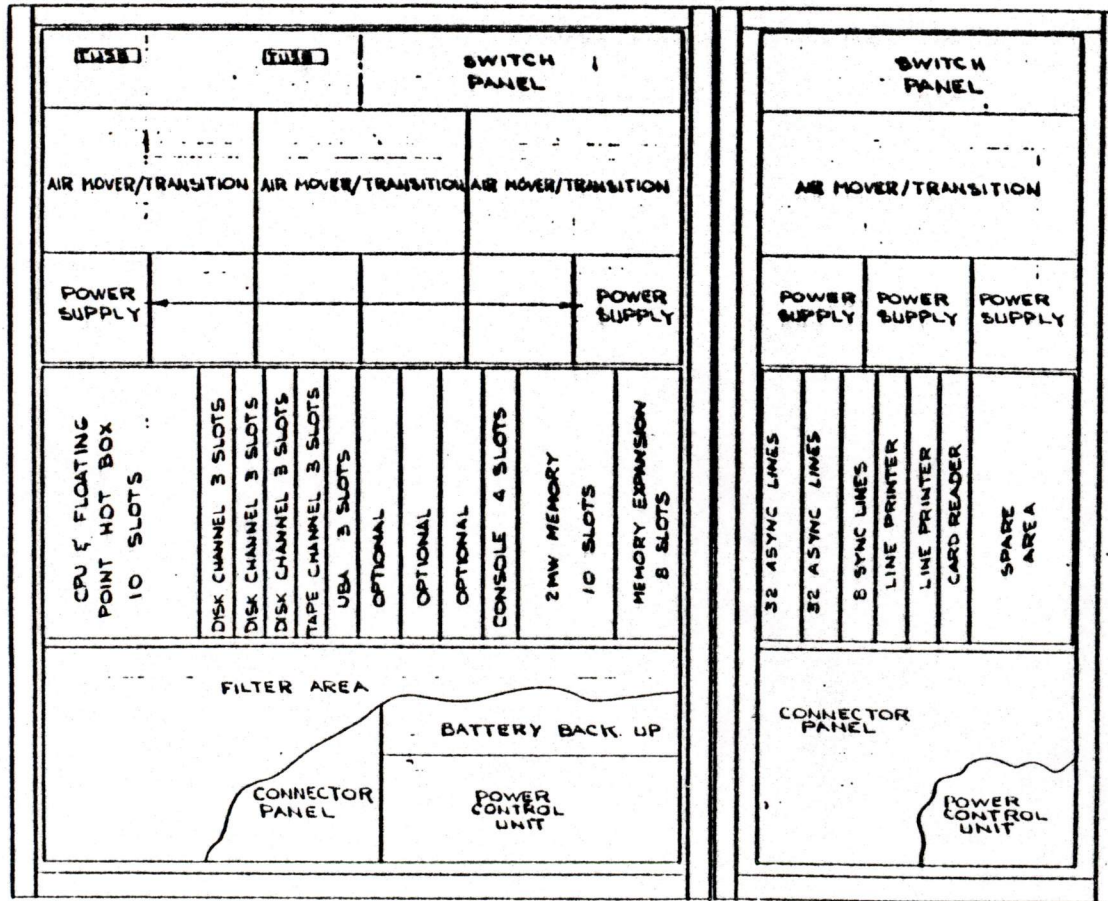 SWITCH
PANEL
AIR MOVER/TRANSITION
AIR MOVER/TRANSITION
AIR MOVER/TRANSITION
POWER
SUPPLY
POWER
SUPPLY
CPU & FLOATING
POINT HOT BOX
10 SLOTS
DISK CHANNEL 3 SLOTS
DISK CHANNEL 3 SLOTS
DISK CHANNEL 3 SLOTS
TAPE CHANNEL 3 SLOTS
UBA 3 SLOTS
OPTIONAL
OPTIONAL
OPTIONAL
CONSOLE 4 SLOTS
2MW MEMORY
10 SLOTS
MEMORY EXPANSION
8 SLOTS
FILTER AREA
BATTERY BACK UP
CONNECTOR
PANEL
POWER
CONTROL
UNIT
SWITCH
PANEL
AIR MOVER/TRANSITION
POWER
SUPPLY
POWER
SUPPLY
POWER
SUPPLY
32 ASYNC LINES
32 ASYNC LINES
8 SYNC LINES
LINE PRINTER
LINE PRINTER
CARD READER
SPARE
AREA
CONNECTOR
PANEL
POWER
CONTROL
UNIT